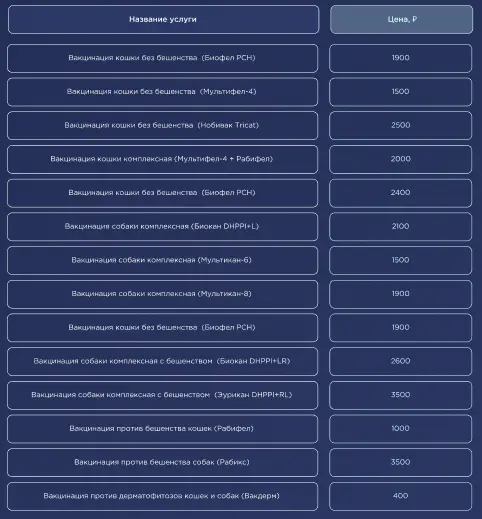 Название услуги Цена, ₽
Вакцинация кошки без бешенства (Биофел PCH) 1900
Вакцинация кошки без бешенства (Мультифел-4) 1500
Вакцинация кошки без бешенства (Нобивак Tricat) 2500
Вакцинация кошки комплексная (Мультифел-4 + Рабифел) 2000
Вакцинация кошки без бешенства (Биофел PCH) 2400
Вакцинация собаки комплексная (Биокан DHPPI+L) 2100
Вакцинация собаки комплексная (Мультикан-6) 1500
Вакцинация собаки комплексная (Мультикан-8) 1900
Вакцинация кошки без бешенства (Биофел PCH) 1900
Вакцинация собаки комплексная с бешенством (Биокан DHPPI+LR) 2600
Вакцинация собаки комплексная с бешенством (Эурикан DHPPI+RL) 3500
Вакцинация против бешенства кошек (Рабифел) 1000
Вакцинация против бешенства собак (Рабикс) 3500
Вакцинация против дерматофитозов кошек и собак (Вакдерм) 400